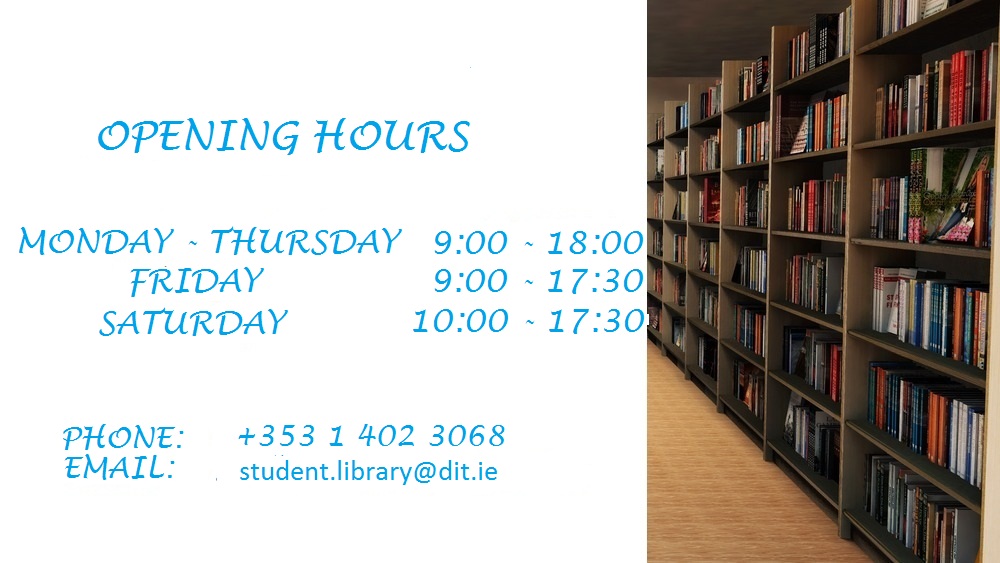 OPENING HOURS
MONDAY - THURSDAY 9:00 - 18:00
FRIDAY 9:00 - 17:30
SATURDAY 10:00 - 17:30
PHONE: +353 1 402 3068
EMAIL: student.library@dit.ie